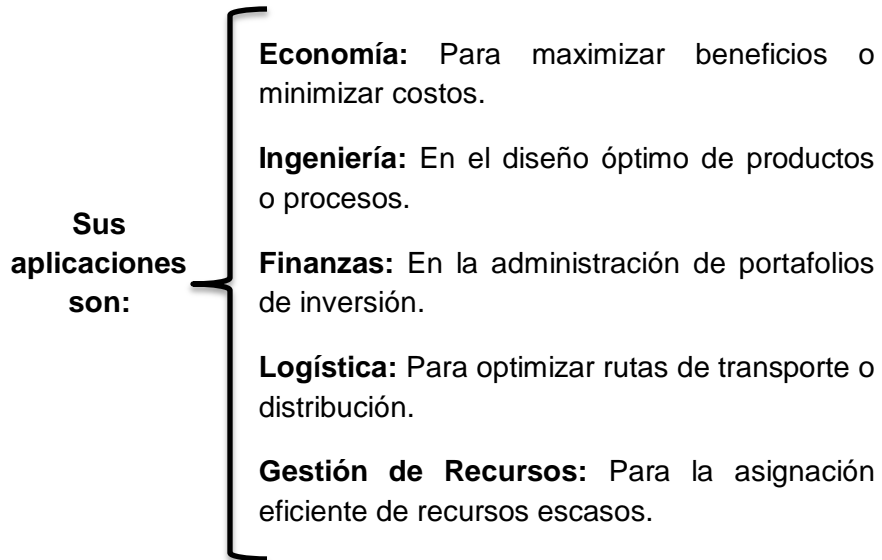 Sus
aplicaciones
son:
Economía: Para maximizar beneficios o
minimizar costos.
Ingeniería: En el diseño óptimo de productos
o procesos.
Finanzas: En la administración de portafolios
de inversión.
Logística: Para optimizar rutas de transporte o
distribución.
Gestión de Recursos: Para la asignación
eficiente de recursos escasos.